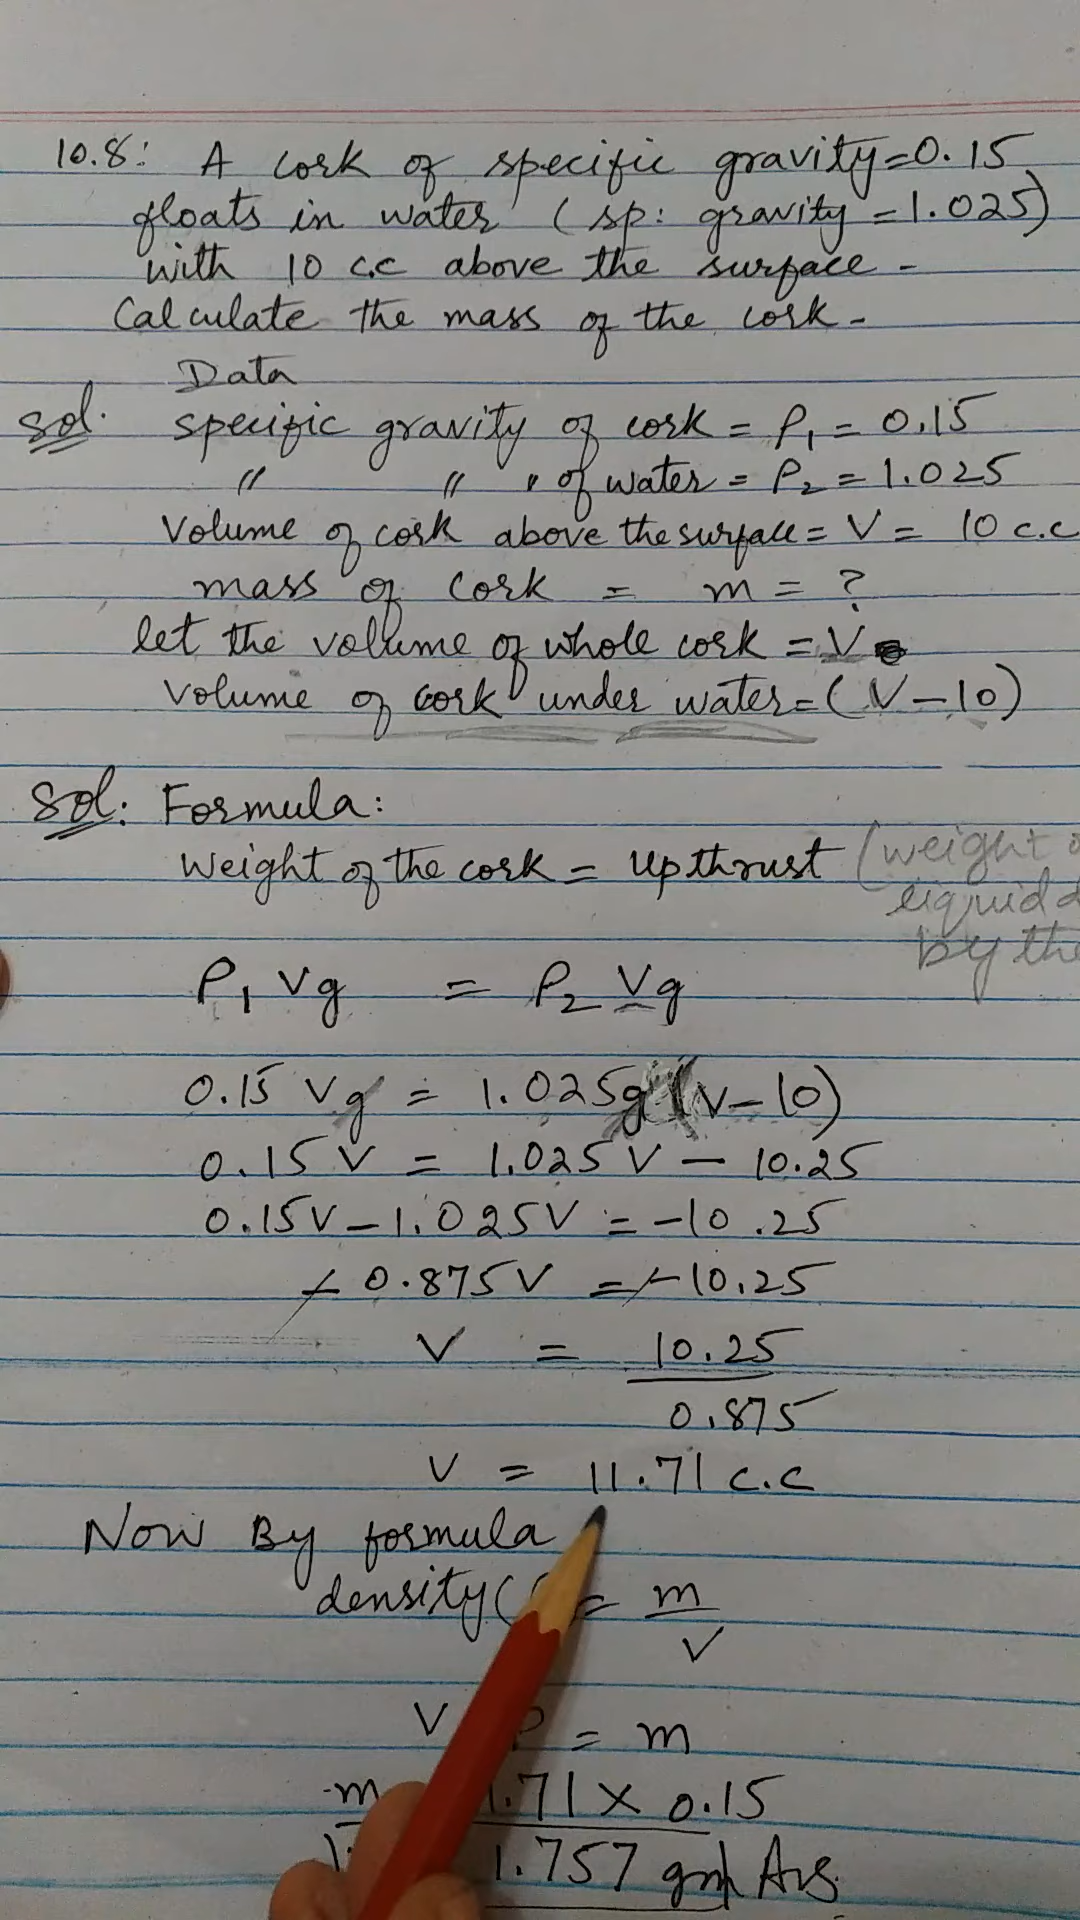 10.8: A cork of specific gravity=0.15
floats in water (sp: gravity =1.025)
with 10 c.c above the surface -
Calculate the mass of the cork -
Data
Sol. specific gravity of cork = ρ₁ = 0.15
" " " of water = ρ₂ = 1.025
Volume of cork above the surface = V = 10 c.c
mass of cork = m = ?
let the volume of whole cork = V
Volume of cork under water=(V-10)
Sol: Formula:
Weight of the cork = upthrust (weight
liquid
by the
ρ₁ Vg = ρ₂ Vg
0.15 Vg = 1.025g (V-10)
0.15 V = 1.025 V - 10.25
0.15V-1.025V = -10.25
-0.875V = -10.25
V = 10.25
0.875
V = 11.71 c.c
Now By formula
density( = m
V
V = m
m 1.71 X 0.15
1.757 gm Ans.